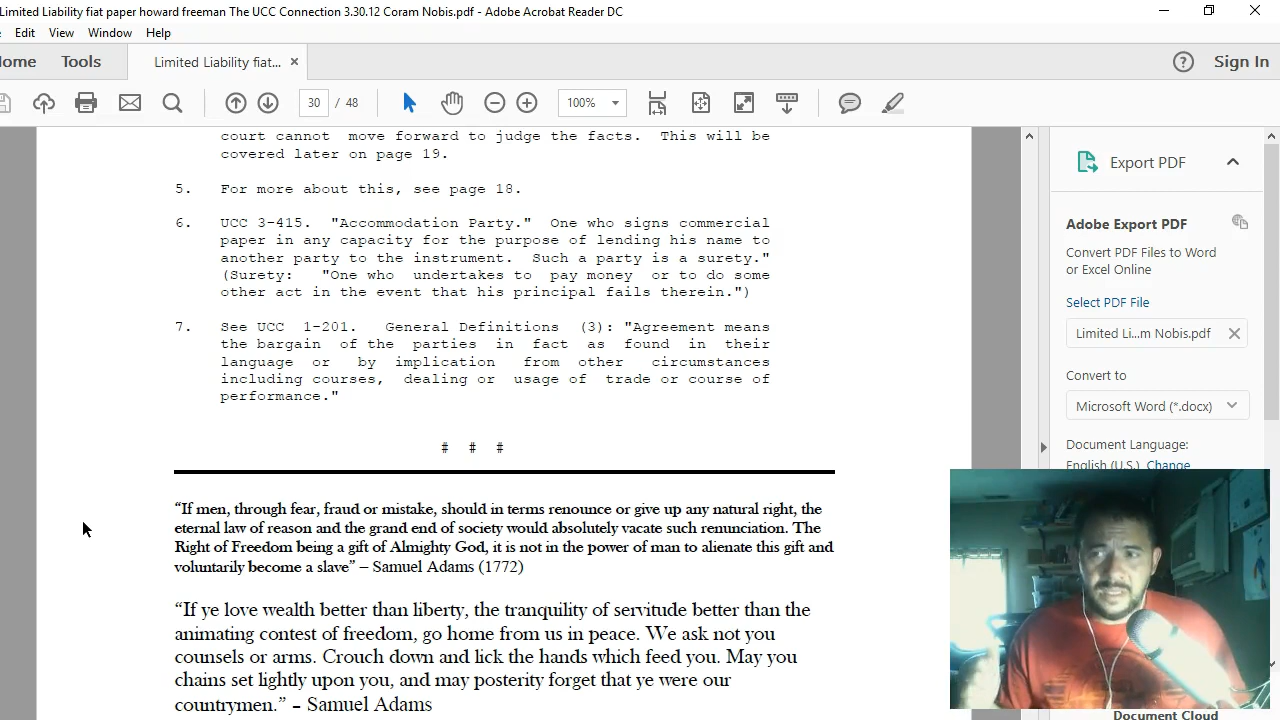 Limited Liability fiat paper howard freeman The UCC Connection 3.30.12 Coram Nobis.pdf - Adobe Acrobat Reader DC
Edit View Window Help
ome Tools Limited Liability fiat... × Sign In
30 / 48 100%
court cannot move forward to judge the facts. This will be
covered later on page 19.
5. For more about this, see page 18.
6. UCC 3-415. "Accommodation Party." One who signs commercial
paper in any capacity for the purpose of lending his name to
another party to the instrument. Such a party is a surety."
(Surety: "One who undertakes to pay money or to do some
other act in the event that his principal fails therein.")
7. See UCC 1-201. General Definitions (3): "Agreement means
the bargain of the parties in fact as found in their
language or by implication from other circumstances
including courses, dealing or usage of trade or course of
performance."
# # #
“If men, through fear, fraud or mistake, should in terms renounce or give up any natural right, the
eternal law of reason and the grand end of society would absolutely vacate such renunciation. The
Right of Freedom being a gift of Almighty God, it is not in the power of man to alienate this gift and
voluntarily become a slave” – Samuel Adams (1772)
“If ye love wealth better than liberty, the tranquility of servitude better than the
animating contest of freedom, go home from us in peace. We ask not you
counsels or arms. Crouch down and lick the hands which feed you. May you
chains set lightly upon you, and may posterity forget that ye were our
countrymen.” – Samuel Adams
Export PDF
Adobe Export PDF
Convert PDF Files to Word
or Excel Online
Select PDF File
Limited Li...m Nobis.pdf
Convert to
Microsoft Word (*.docx)
Document Language:
English (U.S.) Change
Document Cloud